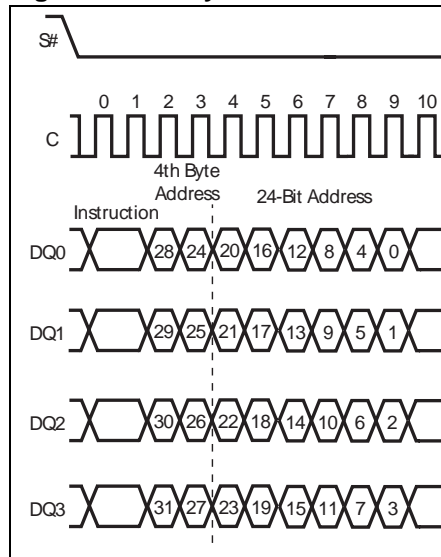 S#
0 1 2 3 4 5 6 7 8 9 10
C
4th Byte
Address
24-Bit Address
Instruction
DQ0 28 24 20 16 12 8 4 0
DQ1 29 25 21 17 13 9 5 1
DQ2 30 26 22 18 14 10 6 2
DQ3 31 27 23 19 15 11 7 3